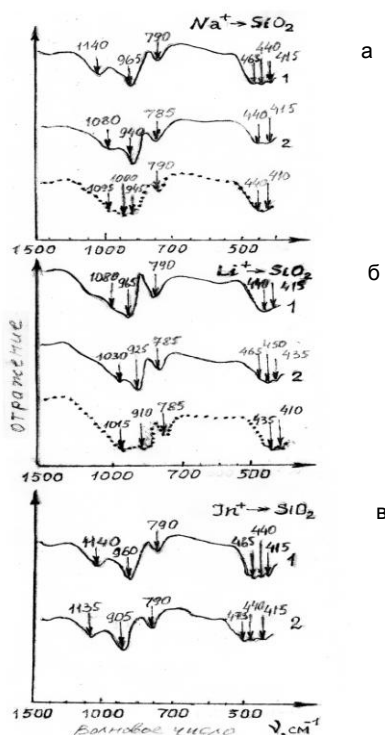 Na⁺→SiO₂
а
1140 965 790 465 440 415
1
1080 940 785 440 415
2
1095 1000 945 790 440 410
1500 1000 700 500
Li⁺→SiO₂
б
1080 965 790 440 415
1
1030 925 785 465 450 435
2
1015 910 785 435 410
1500 1000 700 500
Отражение
In⁺→SiO₂
в
1140 960 790 465 440 415
1
1135 905 790 475 440 415
2
1500 1000 700 500
Волновое число ν, см⁻¹